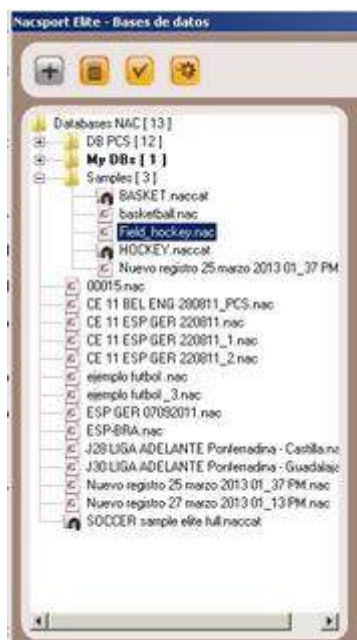 Nacsport Elite - Bases de datos
Databases NAC [ 13 ]
DB PCS [ 12 ]
My DBs [ 1 ]
Samples [ 3 ]
BASKET.naccat
basketball.nac
Field_hockey.nac
HOCKEY.naccat
Nuevo registro 25 marzo 2013 01_37 PM
00015.nac
CE 11 BEL ENG 280811_PCS.nac
CE 11 ESP GER 220811.nac
CE 11 ESP GER 220811_1.nac
CE 11 ESP GER 220811_2.nac
ejemplo futbol .nac
ejemplo futbol _3.nac
ESP GER 07092011.nac
ESP-BRA.nac
J28 LIGA ADELANTE Ponferradina - Castilla.na
J30 LIGA ADELANTE Ponferradina - Guadalaja
Nuevo registro 25 marzo 2013 01_37 PM.nac
Nuevo registro 27 marzo 2013 01_13 PM.nac
SOCCER sample elite full.naccat